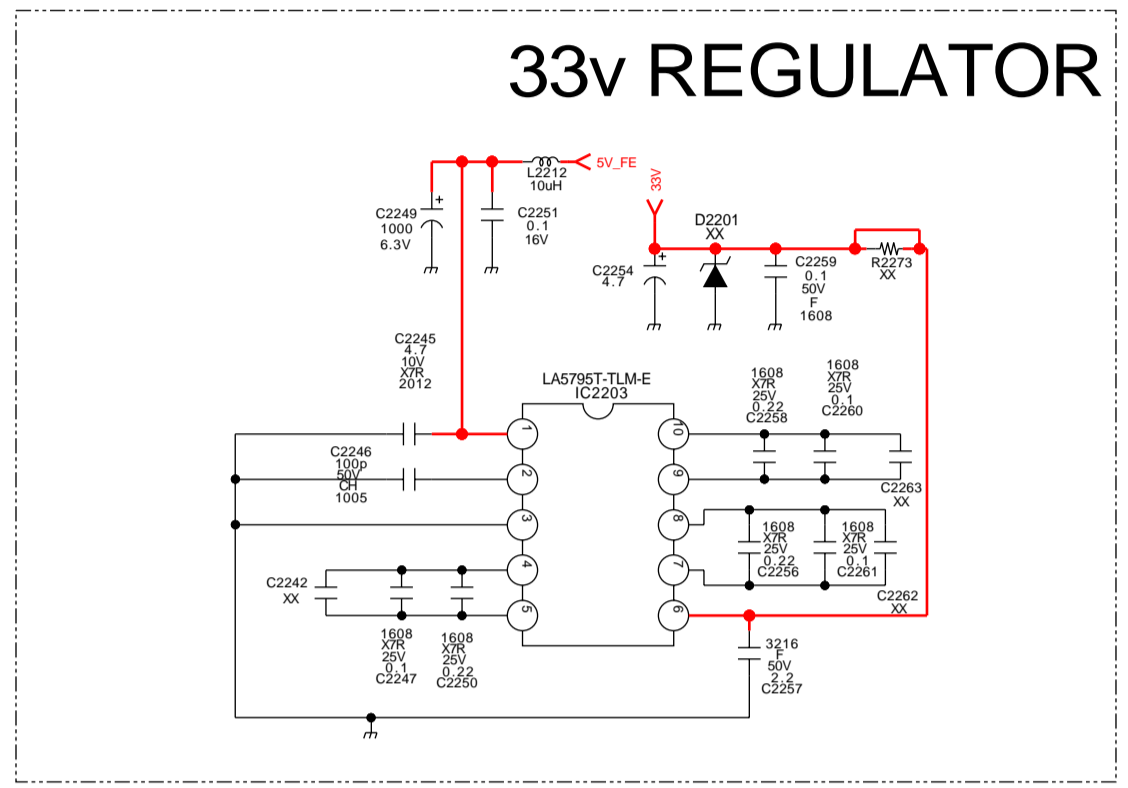 33v REGULATOR
5V_FE
L2212
10uH
33V
C2249
1000
6.3V
+
C2251
0.1
16V
D2201
XX
C2254
4.7
+
C2259
0.1
50V
F
1608
R2273
XX
C2245
4.7
10V
X7R
2012
LA5795T-TLM-E
IC2203
1608
X7R
25V
0.22
C2258
1608
X7R
25V
0.1
C2260
C2246
100p
50V
CH
1005
1
2
3
4
5
10
9
8
7
6
C2263
XX
1608
X7R
25V
0.22
C2256
1608
X7R
25V
0.1
C2261
C2262
XX
C2242
XX
1608
X7R
25V
0.1
C2247
1608
X7R
25V
0.22
C2250
3216
F
50V
2.2
C2257